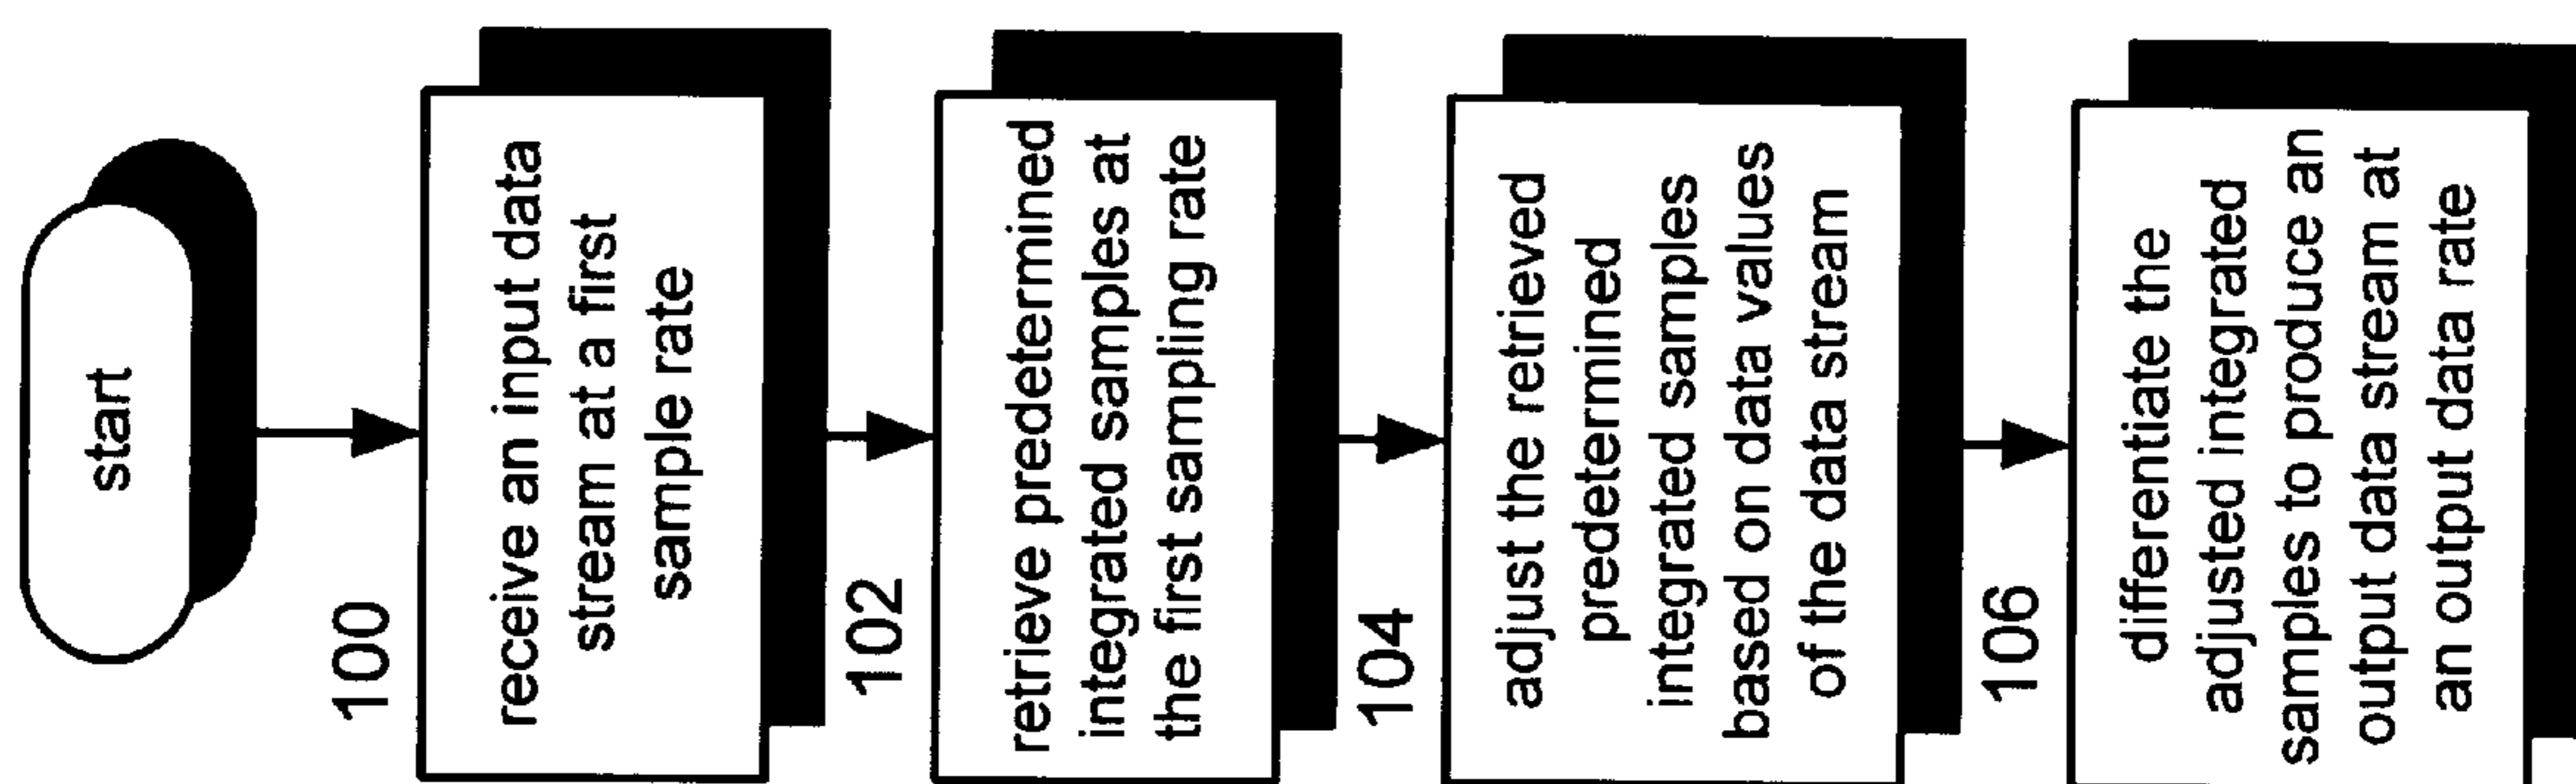 start
100
receive an input data
stream at a first
sample rate
102
retrieve predetermined
integrated samples at
the first sampling rate
104
adjust the retrieved
predetermined
integrated samples
based on data values
of the data stream
106
differentiate the
adjusted integrated
samples to produce an
output data stream at
an output data rate